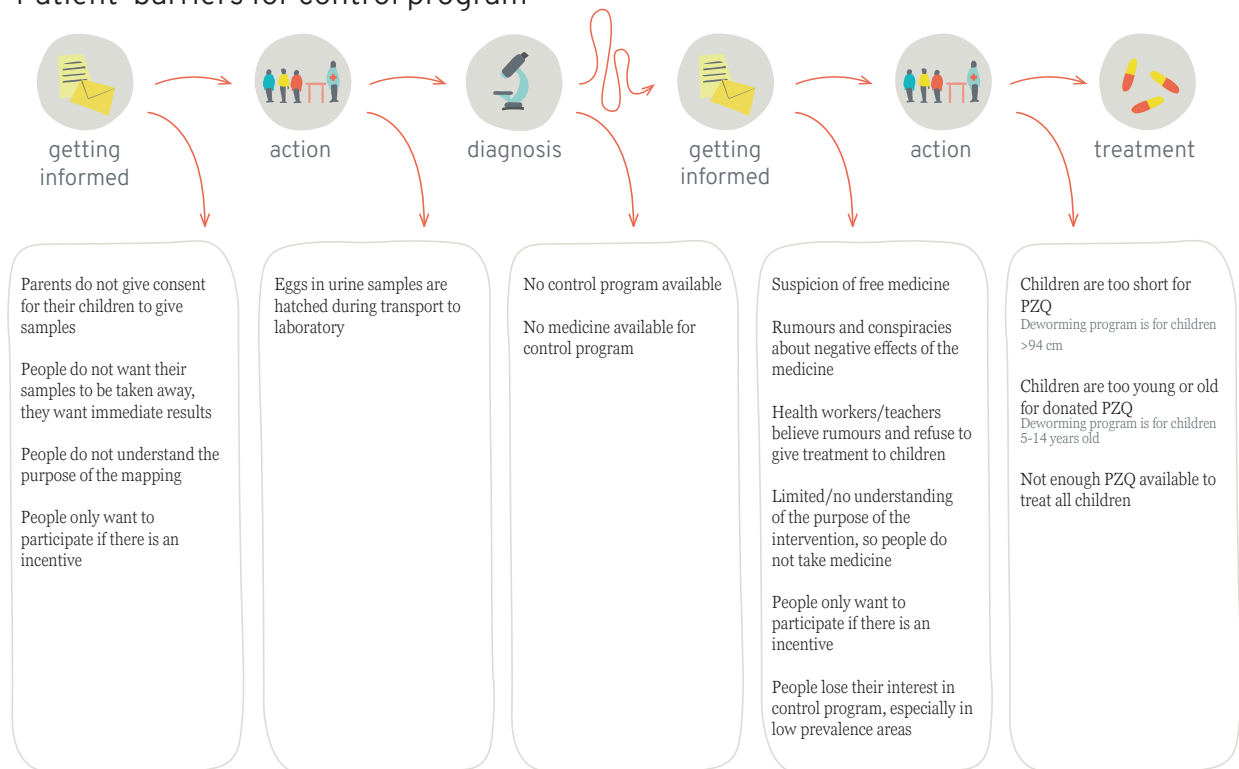 Patient barriers for control program
getting
informed
action
diagnosis
getting
informed
action
treatment
Parents do not give consent
for their children to give
samples
People do not want their
samples to be taken away,
they want immediate results
People do not understand the
purpose of the mapping
People only want to
participate if there is an
incentive
Eggs in urine samples are
hatched during transport to
laboratory
No control program available
No medicine available for
control program
Suspicion of free medicine
Rumours and conspiracies
about negative effects of the
medicine
Health workers/teachers
believe rumours and refuse to
give treatment to children
Limited/no understanding
of the purpose of the
intervention, so people do
not take medicine
People only want to
participate if there is an
incentive
People lose their interest in
control program, especially in
low prevalence areas
Children are too short for
PZQ
Deworming program is for children
>94 cm
Children are too young or old
for donated PZQ
Deworming program is for children
5-14 years old
Not enough PZQ available to
treat all children